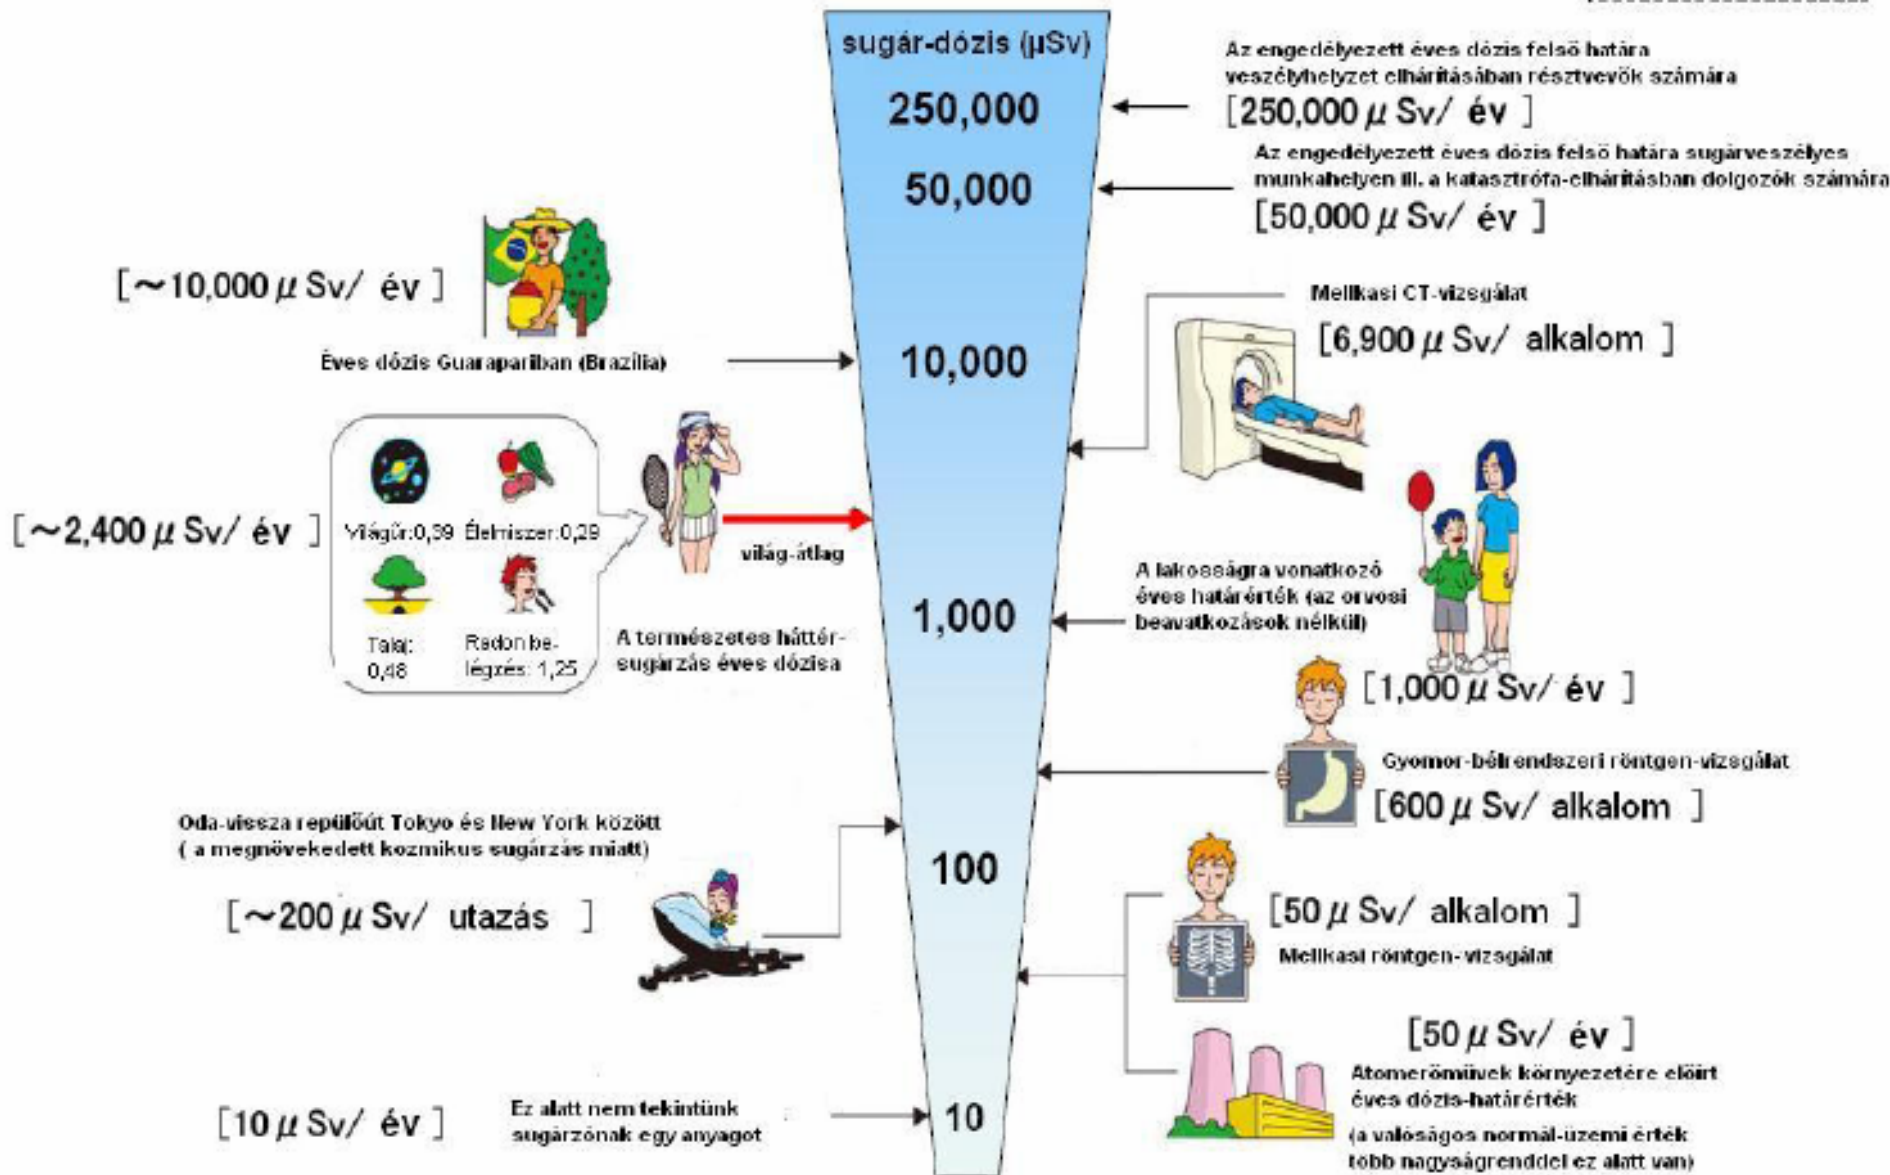 sugár-dózis (µSv)
250,000
50,000
10,000
1,000
100
10
Az engedélyezett éves dózis felső határa
veszélyhelyzet elhárításában résztvevők számára
[250,000 µ Sv/ év ]
Az engedélyezett éves dózis felső határa sugárveszélyes
munkahelyen ill. a katasztrófa-elhárításban dolgozók számára
[50,000 µ Sv/ év ]
[~10,000 µ Sv/ év ]
Éves dózis Guarapariban (Brazília)
Mellkasi CT-vizsgálat
[6,900 µ Sv/ alkalom ]
[~2,400 µ Sv/ év ]
Világűr:0,39 Élelmiszer:0,29
Talaj:
0,48
Radon be-
légzés: 1,25
világ-átlag
A természetes háttér-
sugárzás éves dózisa
A lakosságra vonatkozó
éves határérték (az orvosi
beavatkozások nélkül)
[1,000 µ Sv/ év ]
Gyomor-bélrendszeri röntgen-vizsgálat
[600 µ Sv/ alkalom ]
Oda-vissza repülőút Tokyo és New York között
( a megnövekedett kozmikus sugárzás miatt)
[~200 µ Sv/ utazás ]
[50 µ Sv/ alkalom ]
Mellkasi röntgen-vizsgálat
[50 µ Sv/ év ]
Atomerőművek környezetére előírt
éves dózis-határérték
(a valóságos normál-üzemi érték
több nagyságrenddel ez alatt van)
[10 µ Sv/ év ]
Ez alatt nem tekintünk
sugárzónak egy anyagot